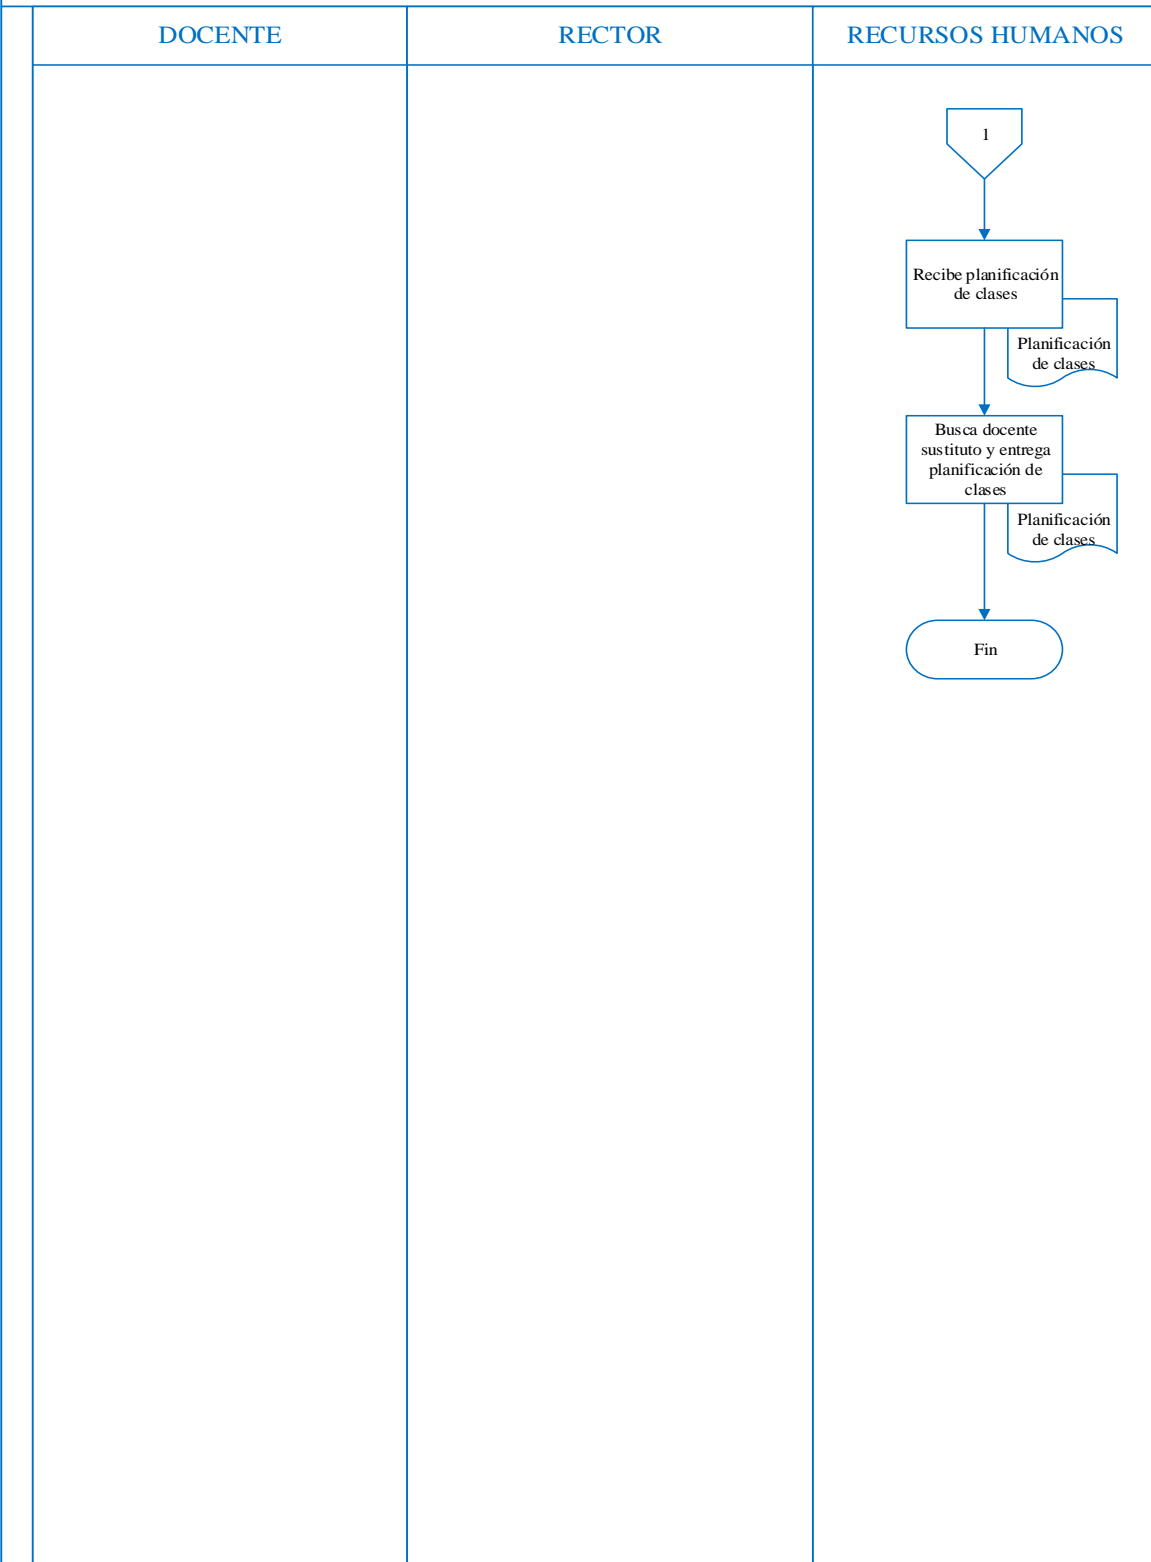 DOCENTE
RECTOR
RECURSOS HUMANOS
1
Recibe planificación
de clases
Planificación
de clases
Busca docente
sustituto y entrega
planificación de
clases
Planificación
de clases
Fin